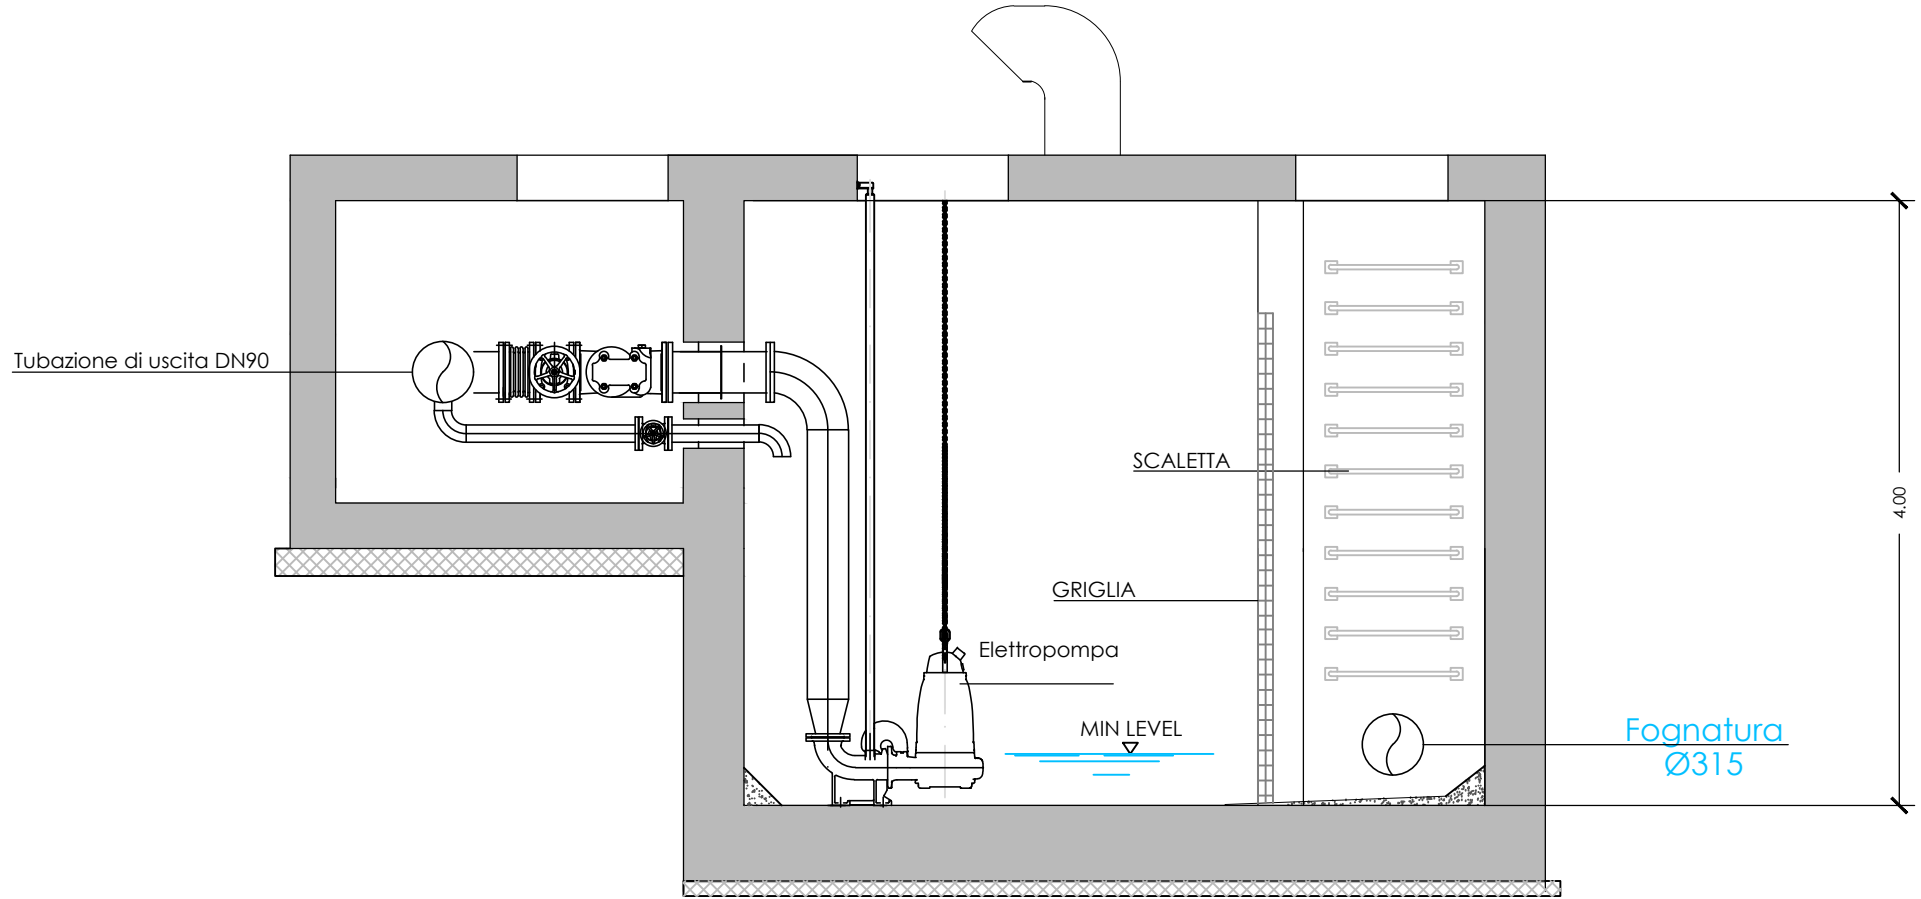 Tubazione di uscita DN90
SCALETTA
4.00
GRIGLIA
Elettropompa
MIN LEVEL
Fognatura
Ø315